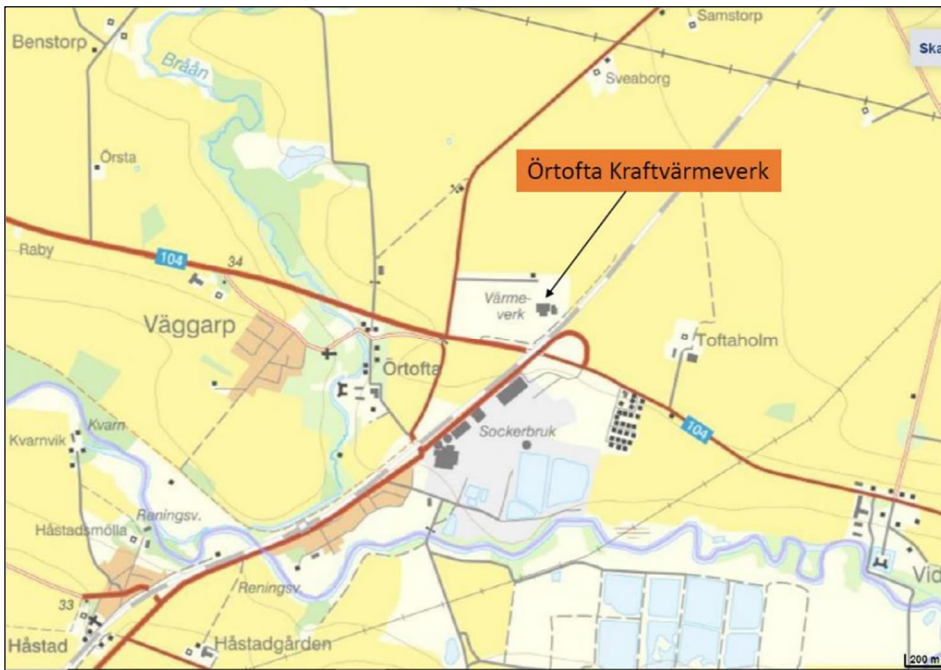 Benstorp
Samstorp
Bråån
Ska
Sveaborg
Örsta
Örtofta Kraftvärmeverk
Raby
104
34
Värme-
verk
Väggarp
Toftaholm
Örtofta
Kvarn
Kvarnvik
Sockerbruk
104
Reningsv.
Håstadsmölla
Vid
Reningsv.
33
Håstad
Håstadgården
200 m